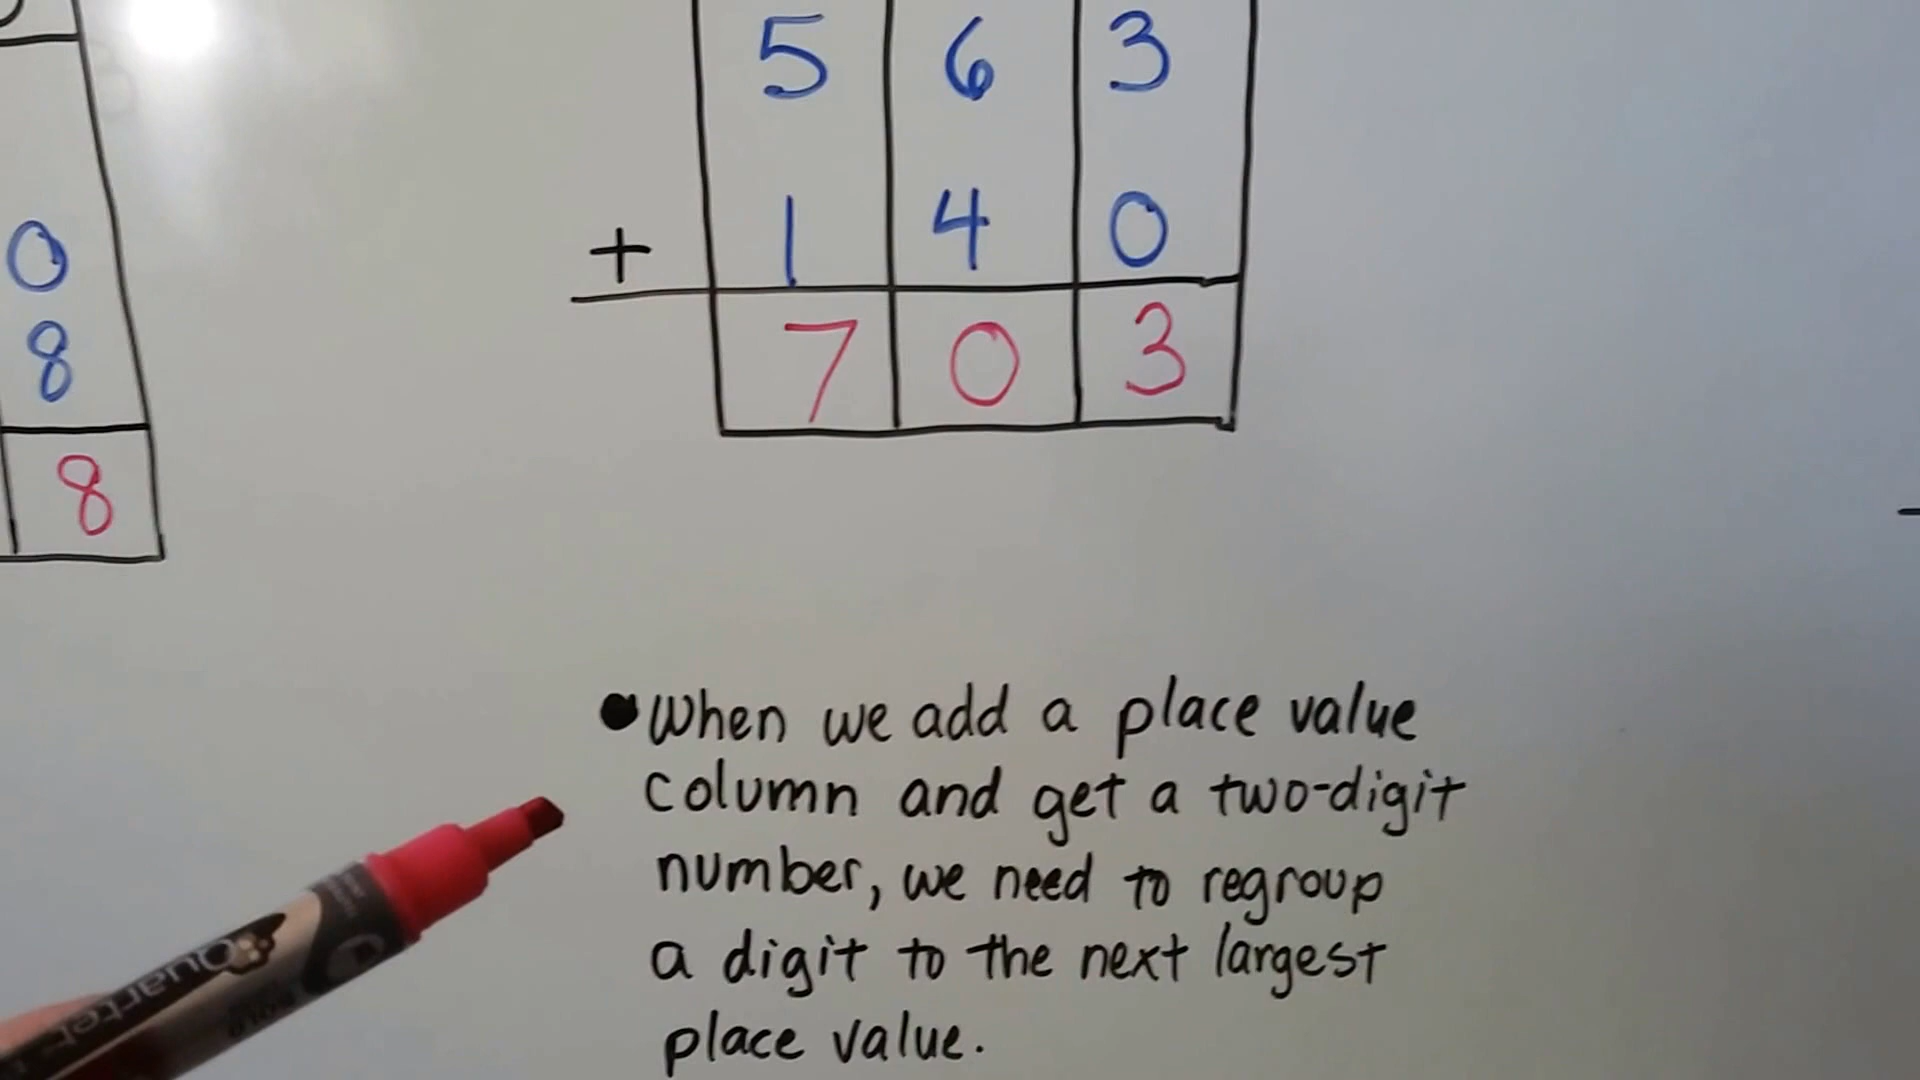 5 6 3
+ 1 4 0
7 0 3
0
8
8
• When we add a place value
column and get a two-digit
number, we need to regroup
a digit to the next largest
place value.
Quartet